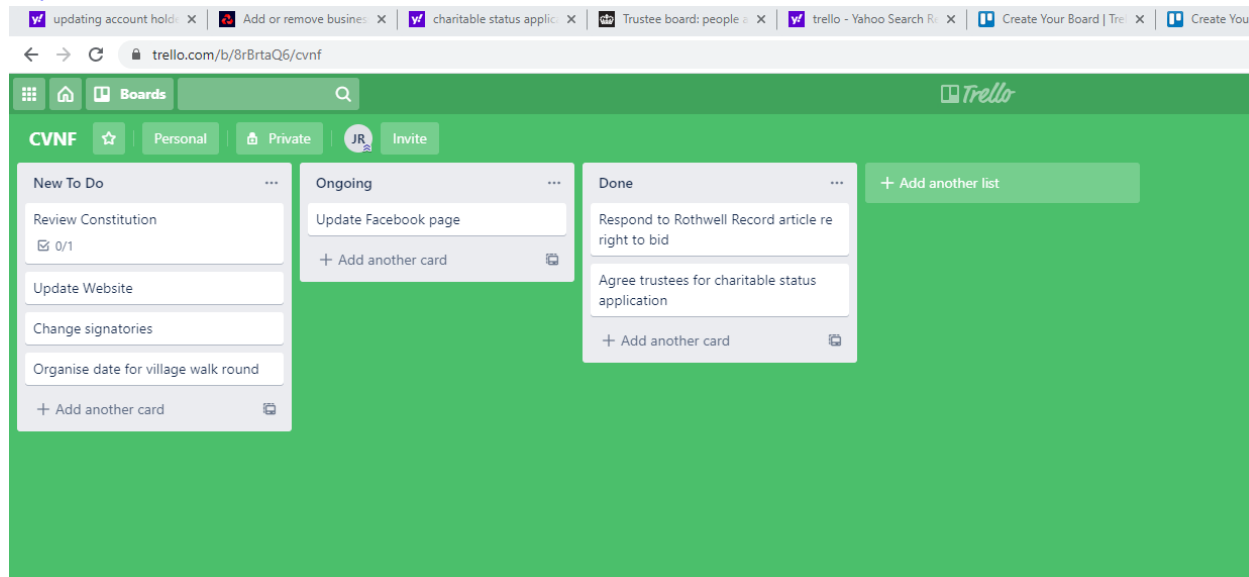 updating account hold
Add or remove busines
charitable status applic
Trustee board: people a
trello - Yahoo Search R
Create Your Board | Trel
Create You
trello.com/b/8rBrtaQ6/cvnf
Boards
Trello
CVNF
Personal
Private
JR
Invite
New To Do
Review Constitution
0/1
Update Website
Change signatories
Organise date for village walk round
+ Add another card
Ongoing
Update Facebook page
+ Add another card
Done
Respond to Rothwell Record article re
right to bid
Agree trustees for charitable status
application
+ Add another card
+ Add another list